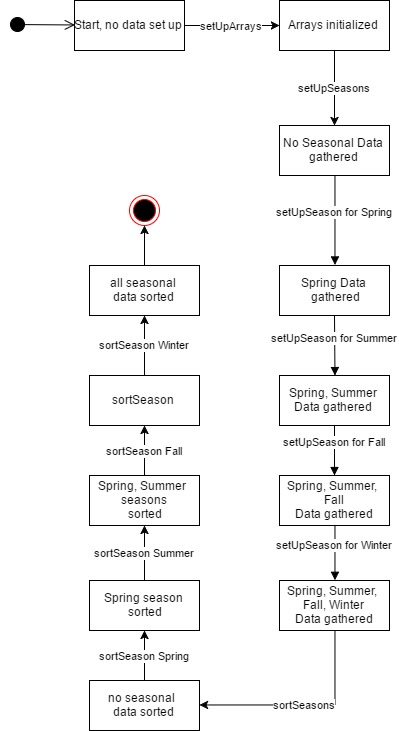 Start, no data set up
setUpArrays
Arrays initialized
setUpSeasons
No Seasonal Data
gathered
setUpSeason for Spring
Spring Data
gathered
setUpSeason for Summer
Spring, Summer
Data gathered
setUpSeason for Fall
Spring, Summer,
Fall
Data gathered
setUpSeason for Winter
Spring, Summer,
Fall, Winter
Data gathered
sortSeasons
no seasonal
data sorted
sortSeason Spring
Spring season
sorted
sortSeason Summer
Spring, Summer
seasons
sorted
sortSeason Fall
sortSeason
sortSeason Winter
all seasonal
data sorted